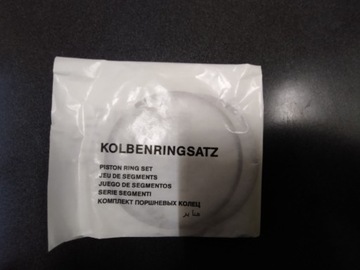 KOLBENRINGSATZ
PISTON RING SET
JEU DE SEGMENTS
JUEGO DE SEGMENTOS
SERIE SEGMENTI
КОМПЛЕКТ ПОРШНЕВЫХ КОЛЕЦ